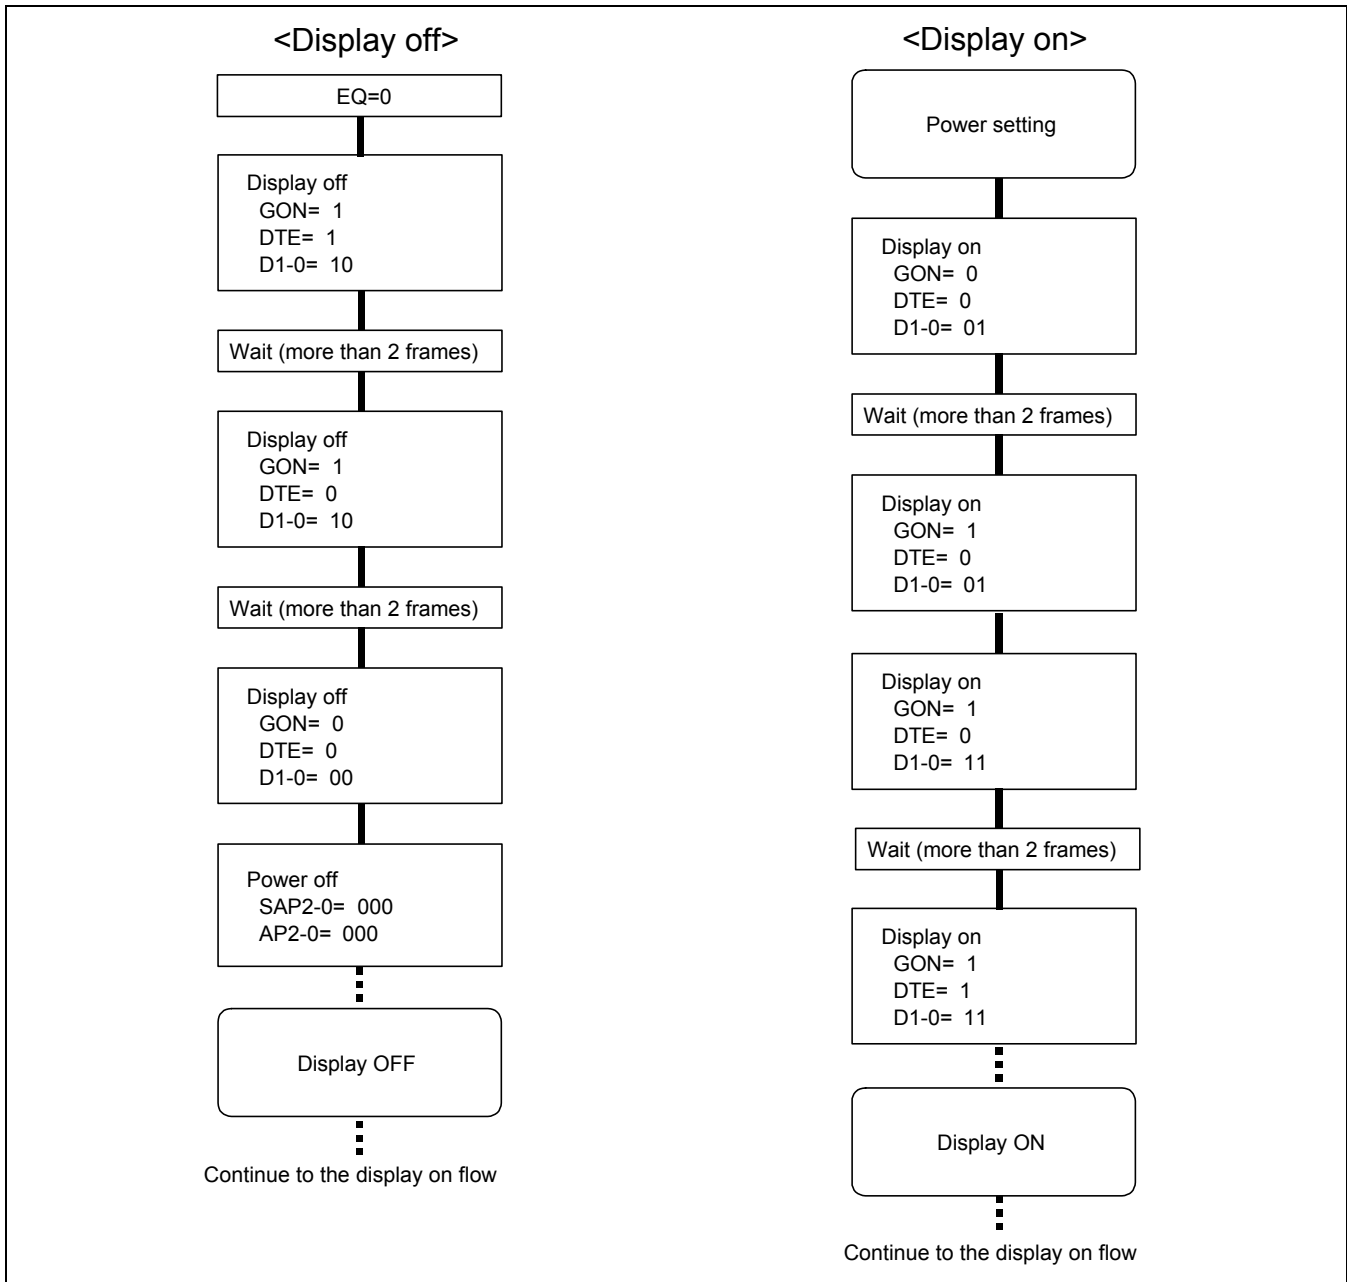 <Display off>
EQ=0
Display off
GON= 1
DTE= 1
D1-0= 10
Wait (more than 2 frames)
Display off
GON= 1
DTE= 0
D1-0= 10
Wait (more than 2 frames)
Display off
GON= 0
DTE= 0
D1-0= 00
Power off
SAP2-0= 000
AP2-0= 000
Display OFF
Continue to the display on flow
<Display on>
Power setting
Display on
GON= 0
DTE= 0
D1-0= 01
Wait (more than 2 frames)
Display on
GON= 1
DTE= 0
D1-0= 01
Display on
GON= 1
DTE= 0
D1-0= 11
Wait (more than 2 frames)
Display on
GON= 1
DTE= 1
D1-0= 11
Display ON
Continue to the display on flow